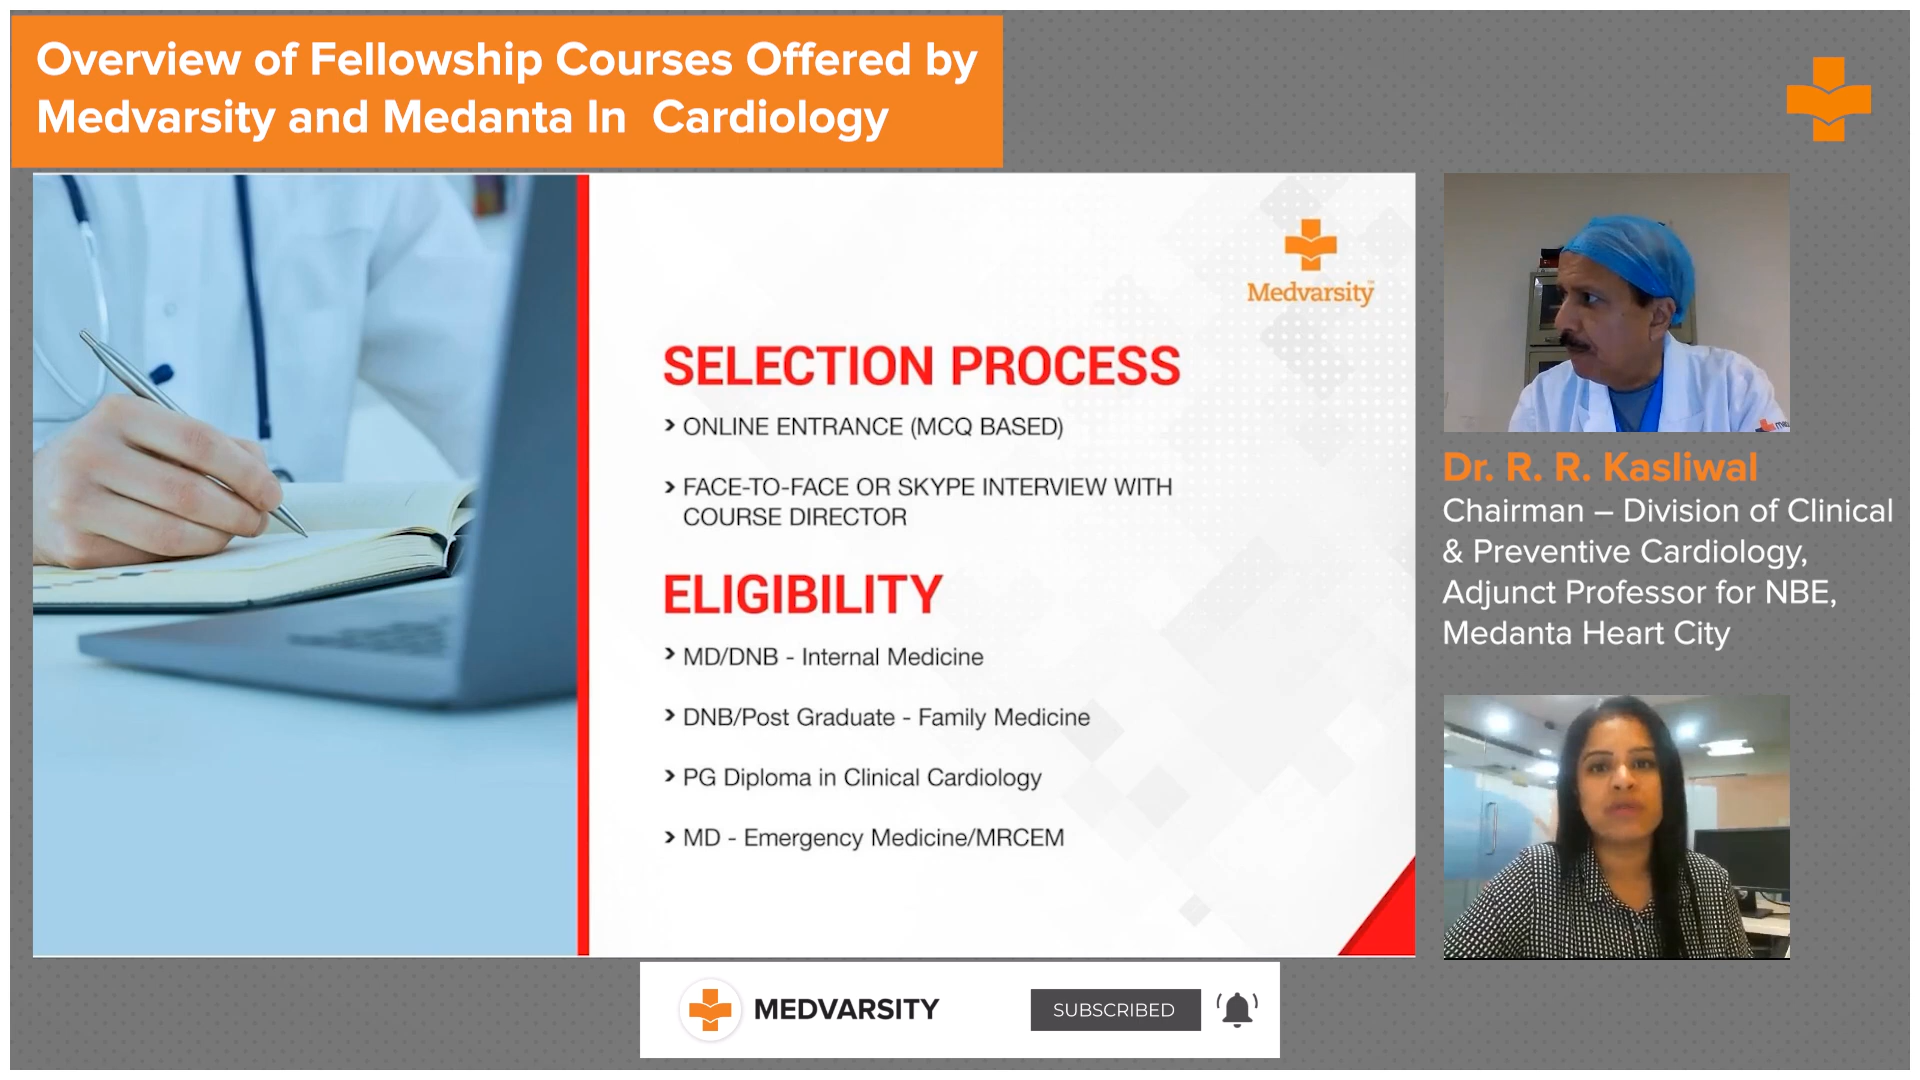 Overview of Fellowship Courses Offered by
Medvarsity and Medanta In Cardiology
Medvarsity
SELECTION PROCESS
› ONLINE ENTRANCE (MCQ BASED)
› FACE-TO-FACE OR SKYPE INTERVIEW WITH
COURSE DIRECTOR
ELIGIBILITY
› MD/DNB - Internal Medicine
› DNB/Post Graduate - Family Medicine
› PG Diploma in Clinical Cardiology
› MD - Emergency Medicine/MRCEM
Dr. R. R. Kasliwal
Chairman – Division of Clinical
& Preventive Cardiology,
Adjunct Professor for NBE,
Medanta Heart City
MEDVARSITY
SUBSCRIBED